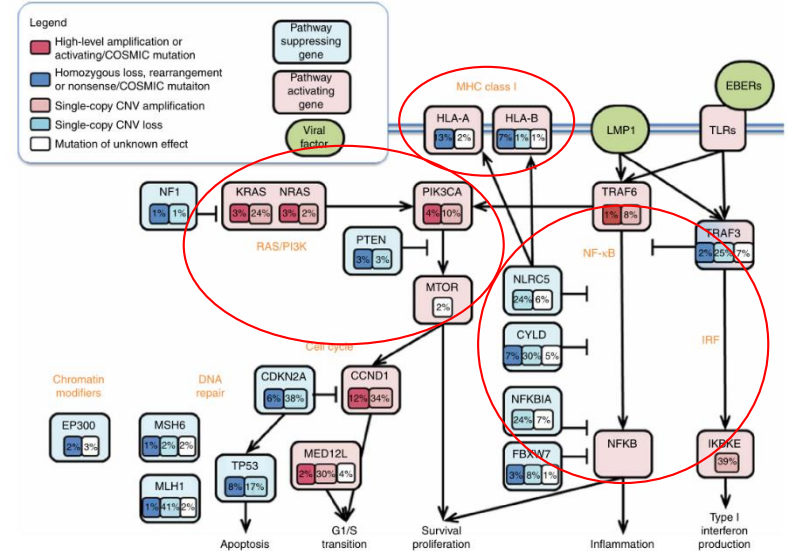 Legend
High-level amplification or
activating/COSMIC mutation
Homozygous loss, rearrangement
or nonsense/COSMIC mutaiton
Single-copy CNV amplification
Single-copy CNV loss
Mutation of unknown effect
Pathway
suppressing
gene
Pathway
activating
gene
Viral
factor
MHC class I
HLA-A
13% 2%
HLA-B
7% 1% 1%
LMP1
EBERs
TLRs
NF1
1% 1%
KRAS NRAS
3% 24% 3% 2%
RAS/PI3K
PIK3CA
4% 10%
TRAF6
1% 8%
TRAF3
2% 25% 7%
PTEN
3% 3%
NF-κB
MTOR
2%
NLRC5
24% 6%
CYLD
7% 30% 5%
IRF
Cell cycle
Chromatin
modifiers
DNA
repair
CDKN2A
6% 38%
CCND1
12% 34%
NFKBIA
24% 7%
EP300
2% 3%
MSH6
1% 2% 2%
TP53
8% 17%
MED12L
2% 30% 4%
FBXW7
3% 8% 1%
NFKB
IKBKE
39%
MLH1
1% 41% 2%
Apoptosis
G1/S
transition
Survival
proliferation
Inflammation
Type I
interferon
production